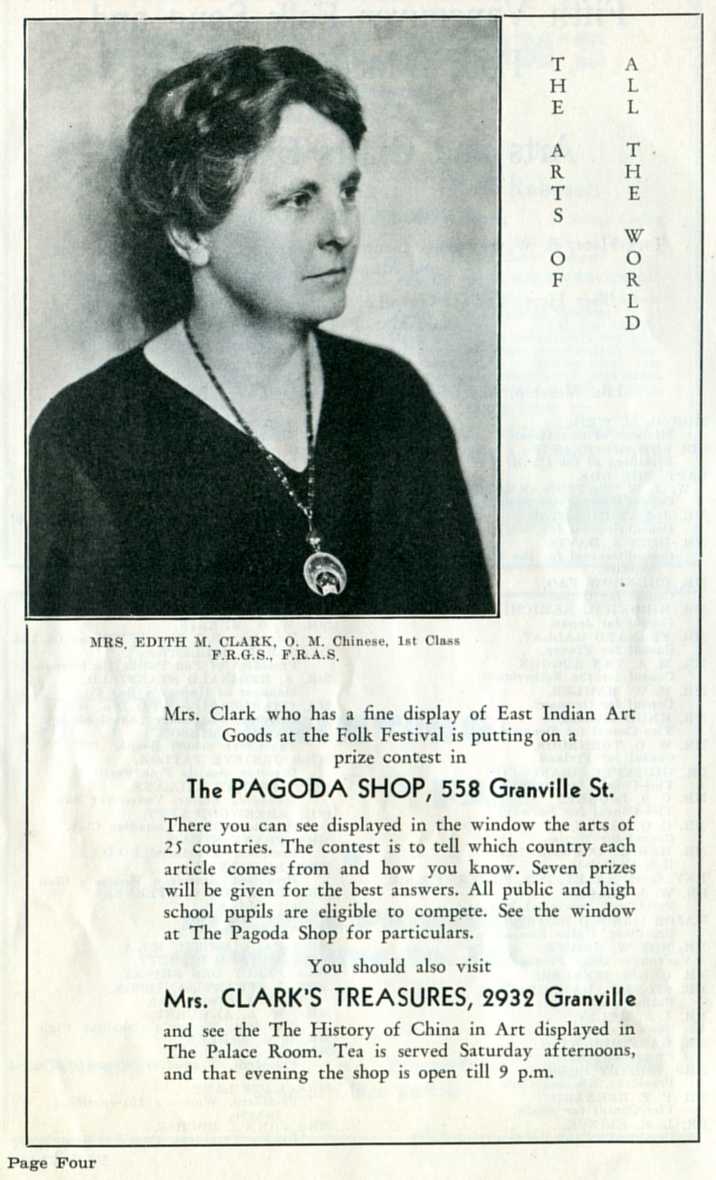 THE ARTS OF
ALL THE WORLD
MRS. EDITH M. CLARK, O. M. Chinese, 1st Class
F.R.G.S., F.R.A.S.
Mrs. Clark who has a fine display of East Indian Art
Goods at the Folk Festival is putting on a
prize contest in
The PAGODA SHOP, 558 Granville St.
There you can see displayed in the window the arts of
25 countries. The contest is to tell which country each
article comes from and how you know. Seven prizes
will be given for the best answers. All public and high
school pupils are eligible to compete. See the window
at The Pagoda Shop for particulars.
You should also visit
Mrs. CLARK'S TREASURES, 2932 Granville
and see the The History of China in Art displayed in
The Palace Room. Tea is served Saturday afternoons,
and that evening the shop is open till 9 p.m.
Page Four